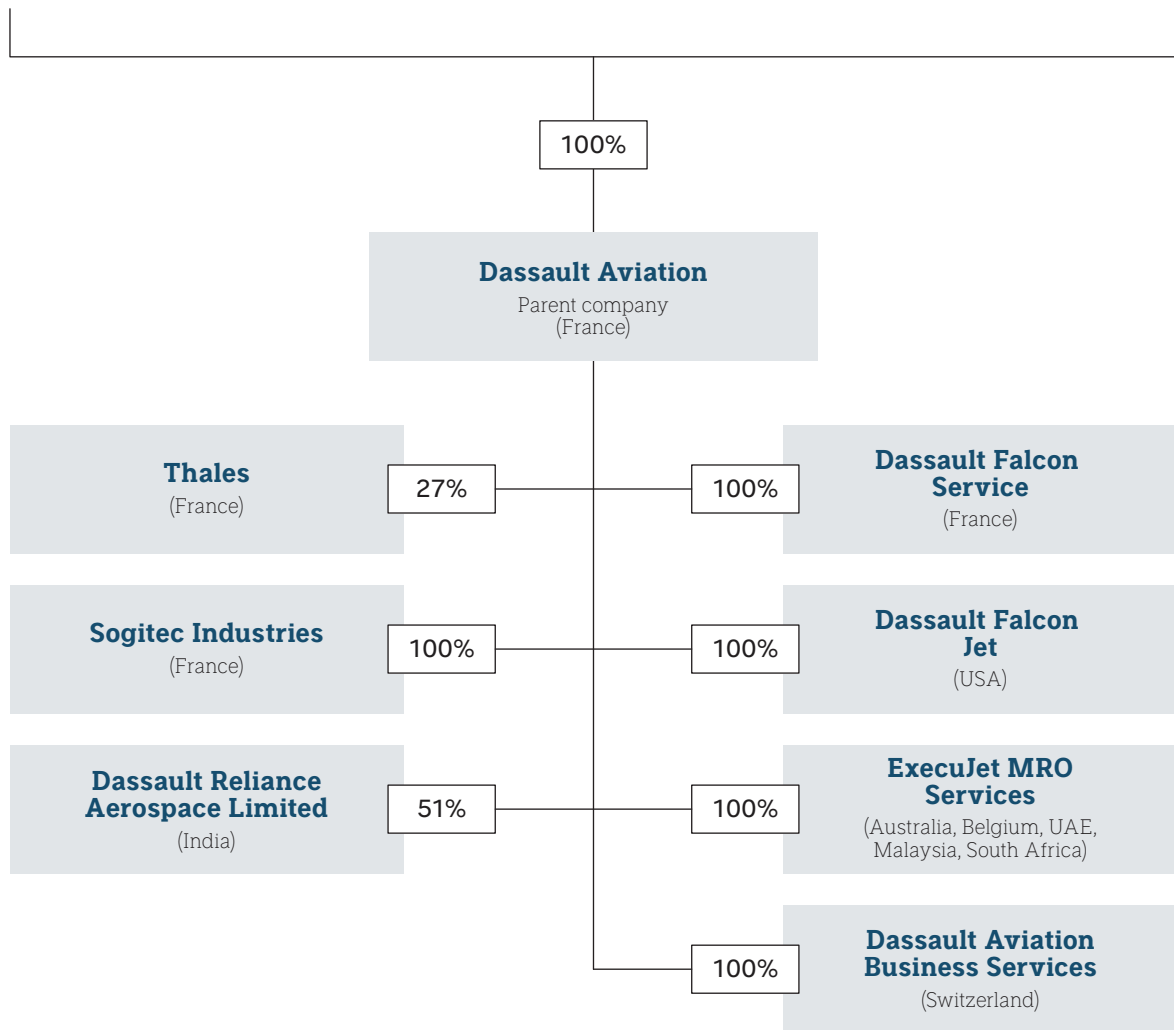 100%
Dassault Aviation
Parent company
(France)
Thales
(France)
27%
100%
Dassault Falcon
Service
(France)
Sogitec Industries
(France)
100%
100%
Dassault Falcon
Jet
(USA)
Dassault Reliance
Aerospace Limited
(India)
51%
100%
ExecuJet MRO
Services
(Australia, Belgium, UAE,
Malaysia, South Africa)
100%
Dassault Aviation
Business Services
(Switzerland)